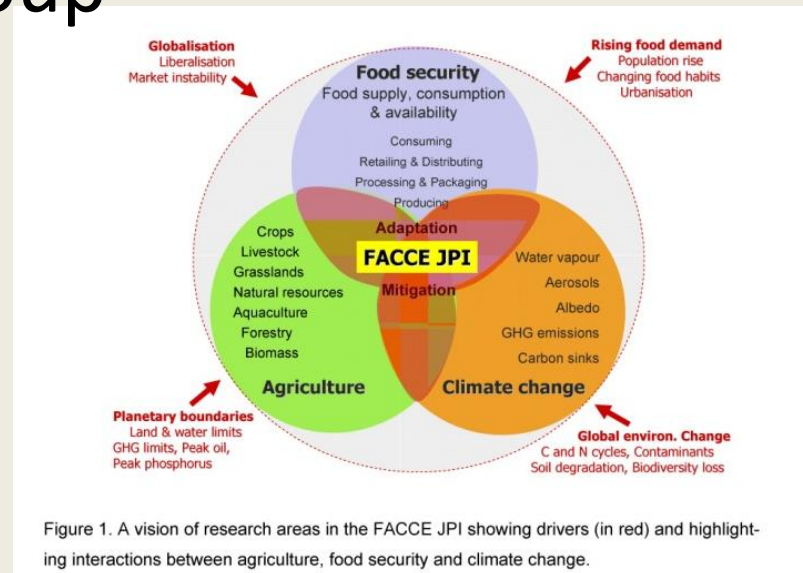 Globalisation
Liberalisation
Market instability
Rising food demand
Population rise
Changing food habits
Urbanisation
Food security
Food supply, consumption
& availability
Consuming
Retailing & Distributing
Processing & Packaging
Producing
Adaptation
FACCE JPI
Mitigation
Crops
Livestock
Grasslands
Natural resources
Aquaculture
Forestry
Biomass
Agriculture
Water vapour
Aerosols
Albedo
GHG emissions
Carbon sinks
Climate change
Planetary boundaries
Land & water limits
GHG limits, Peak oil,
Peak phosphorus
Global environ. Change
C and N cycles, Contaminants
Soil degradation, Biodiversity loss
Figure 1. A vision of research areas in the FACCE JPI showing drivers (in red) and highlight-
ing interactions between agriculture, food security and climate change.